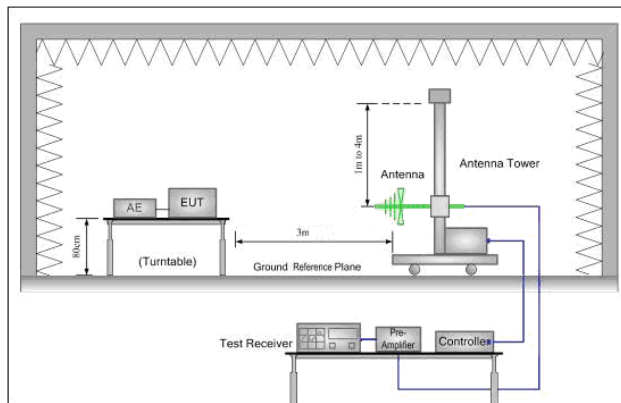 1m to 4m
Antenna
Antenna Tower
AE
EUT
80cm
(Turntable)
3m
Ground Reference Plane
Test Receiver
Pre-
Amplifier
Controller